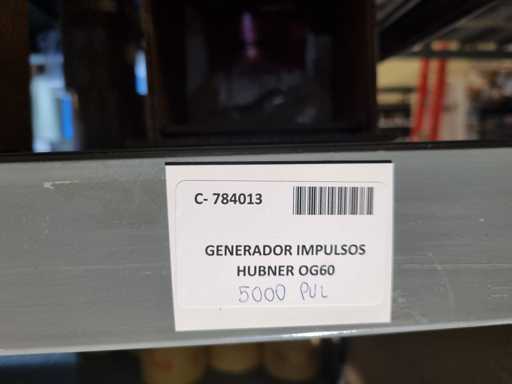 C- 784013
GENERADOR IMPULSOS
HUBNER OG60
5000 PUL